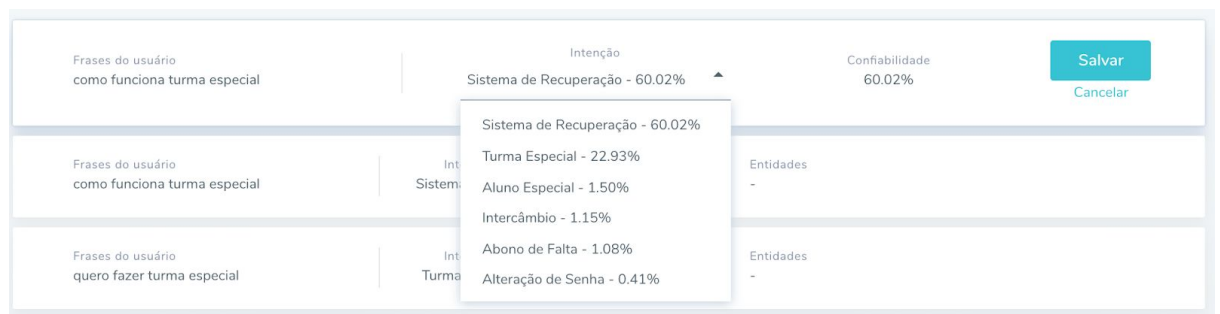 Frases do usuário
como funciona turma especial
Intenção
Sistema de Recuperação - 60.02%
Confiabilidade
60.02%
Salvar
Cancelar
Sistema de Recuperação - 60.02%
Turma Especial - 22.93%
Aluno Especial - 1.50%
Intercâmbio - 1.15%
Abono de Falta - 1.08%
Alteração de Senha - 0.41%
Frases do usuário
como funciona turma especial
Entidades
-
Frases do usuário
quero fazer turma especial
Turma
Entidades
-